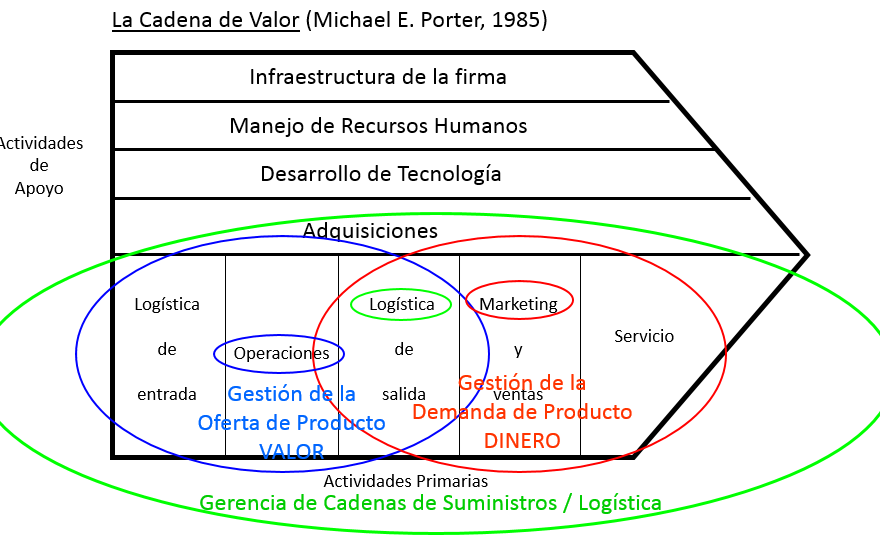 La Cadena de Valor (Michael E. Porter, 1985)
Infraestructura de la firma
Manejo de Recursos Humanos
Desarrollo de Tecnología
Adquisiciones
Actividades
de
Apoyo
Logística
de
entrada
Operaciones
Logística
de
salida
Marketing
y
ventas
Servicio
Gestión de la
Oferta de Producto
VALOR
Gestión de la
Demanda de Producto
DINERO
Actividades Primarias
Gerencia de Cadenas de Suministros / Logística